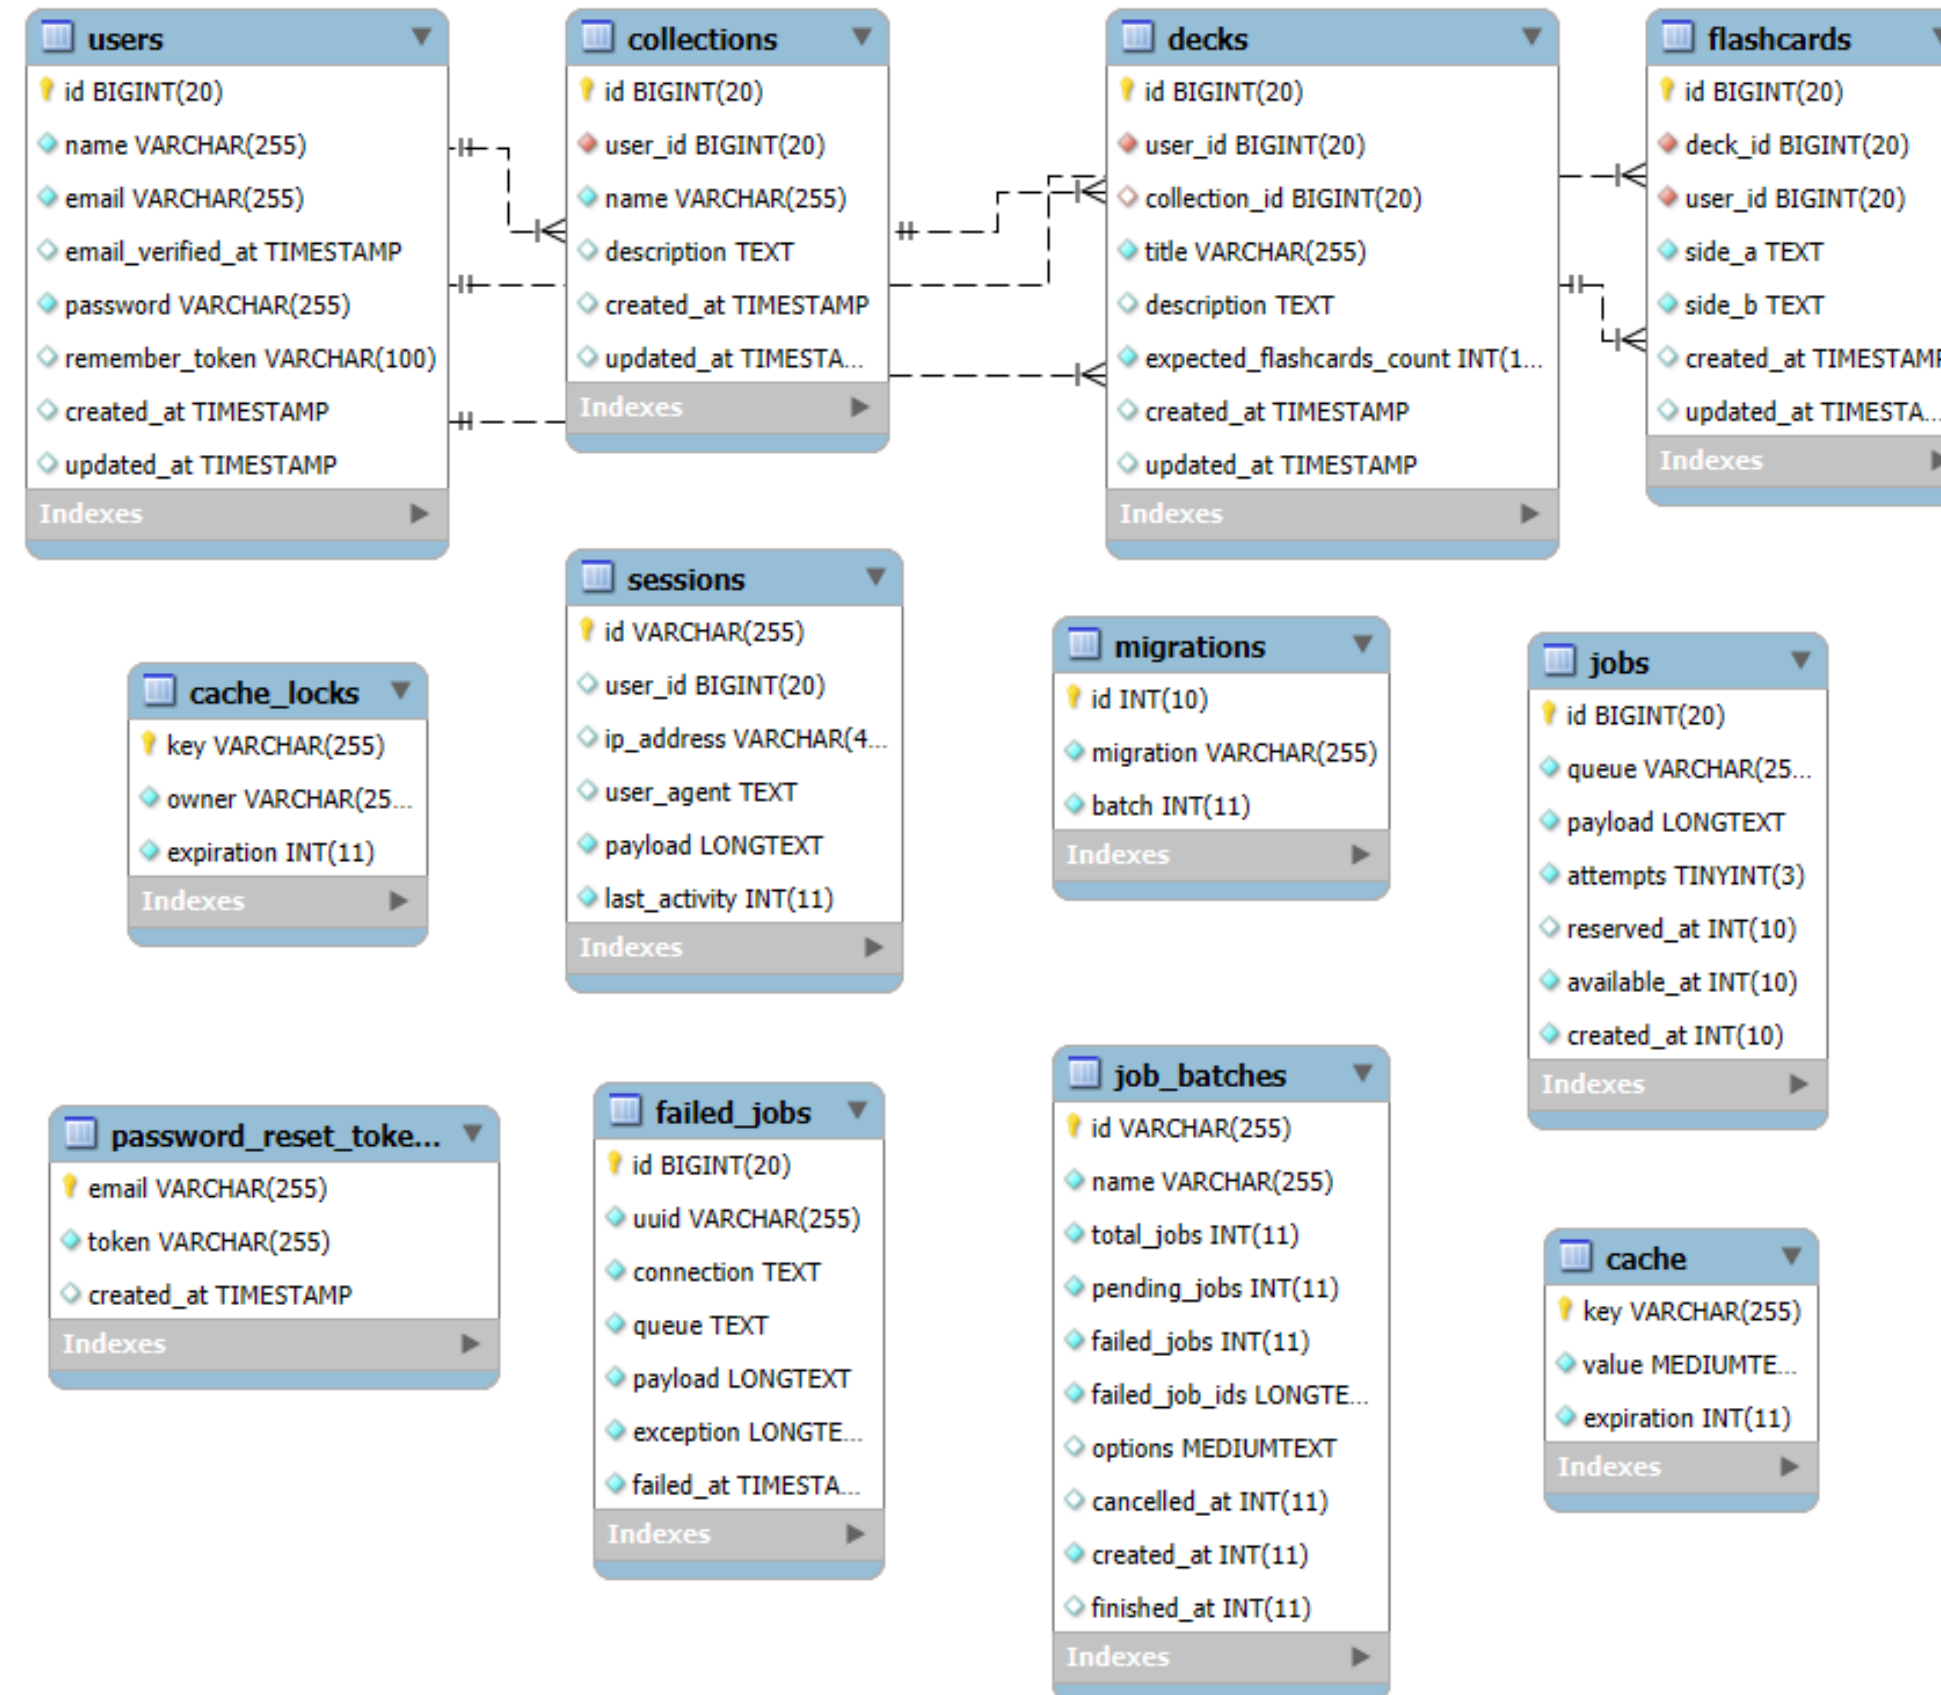 users
id BIGINT(20)
name VARCHAR(255)
email VARCHAR(255)
email_verified_at TIMESTAMP
password VARCHAR(255)
remember_token VARCHAR(100)
created_at TIMESTAMP
updated_at TIMESTAMP
Indexes
collections
id BIGINT(20)
user_id BIGINT(20)
name VARCHAR(255)
description TEXT
created_at TIMESTAMP
updated_at TIMESTA...
Indexes
decks
id BIGINT(20)
user_id BIGINT(20)
collection_id BIGINT(20)
title VARCHAR(255)
description TEXT
expected_flashcards_count INT(1...
created_at TIMESTAMP
updated_at TIMESTAMP
Indexes
flashcards
id BIGINT(20)
deck_id BIGINT(20)
user_id BIGINT(20)
side_a TEXT
side_b TEXT
created_at TIMESTAMP
updated_at TIMESTA...
Indexes
sessions
id VARCHAR(255)
user_id BIGINT(20)
ip_address VARCHAR(4...
user_agent TEXT
payload LONGTEXT
last_activity INT(11)
Indexes
cache_locks
key VARCHAR(255)
owner VARCHAR(25...
expiration INT(11)
Indexes
migrations
id INT(10)
migration VARCHAR(255)
batch INT(11)
Indexes
jobs
id BIGINT(20)
queue VARCHAR(25...
payload LONGTEXT
attempts TINYINT(3)
reserved_at INT(10)
available_at INT(10)
created_at INT(10)
Indexes
password_reset_toke...
email VARCHAR(255)
token VARCHAR(255)
created_at TIMESTAMP
Indexes
failed_jobs
id BIGINT(20)
uuid VARCHAR(255)
connection TEXT
queue TEXT
payload LONGTEXT
exception LONGTE...
failed_at TIMESTA...
Indexes
job_batches
id VARCHAR(255)
name VARCHAR(255)
total_jobs INT(11)
pending_jobs INT(11)
failed_jobs INT(11)
failed_job_ids LONGTE...
options MEDIUMTEXT
cancelled_at INT(11)
created_at INT(11)
finished_at INT(11)
Indexes
cache
key VARCHAR(255)
value MEDIUMTE...
expiration INT(11)
Indexes